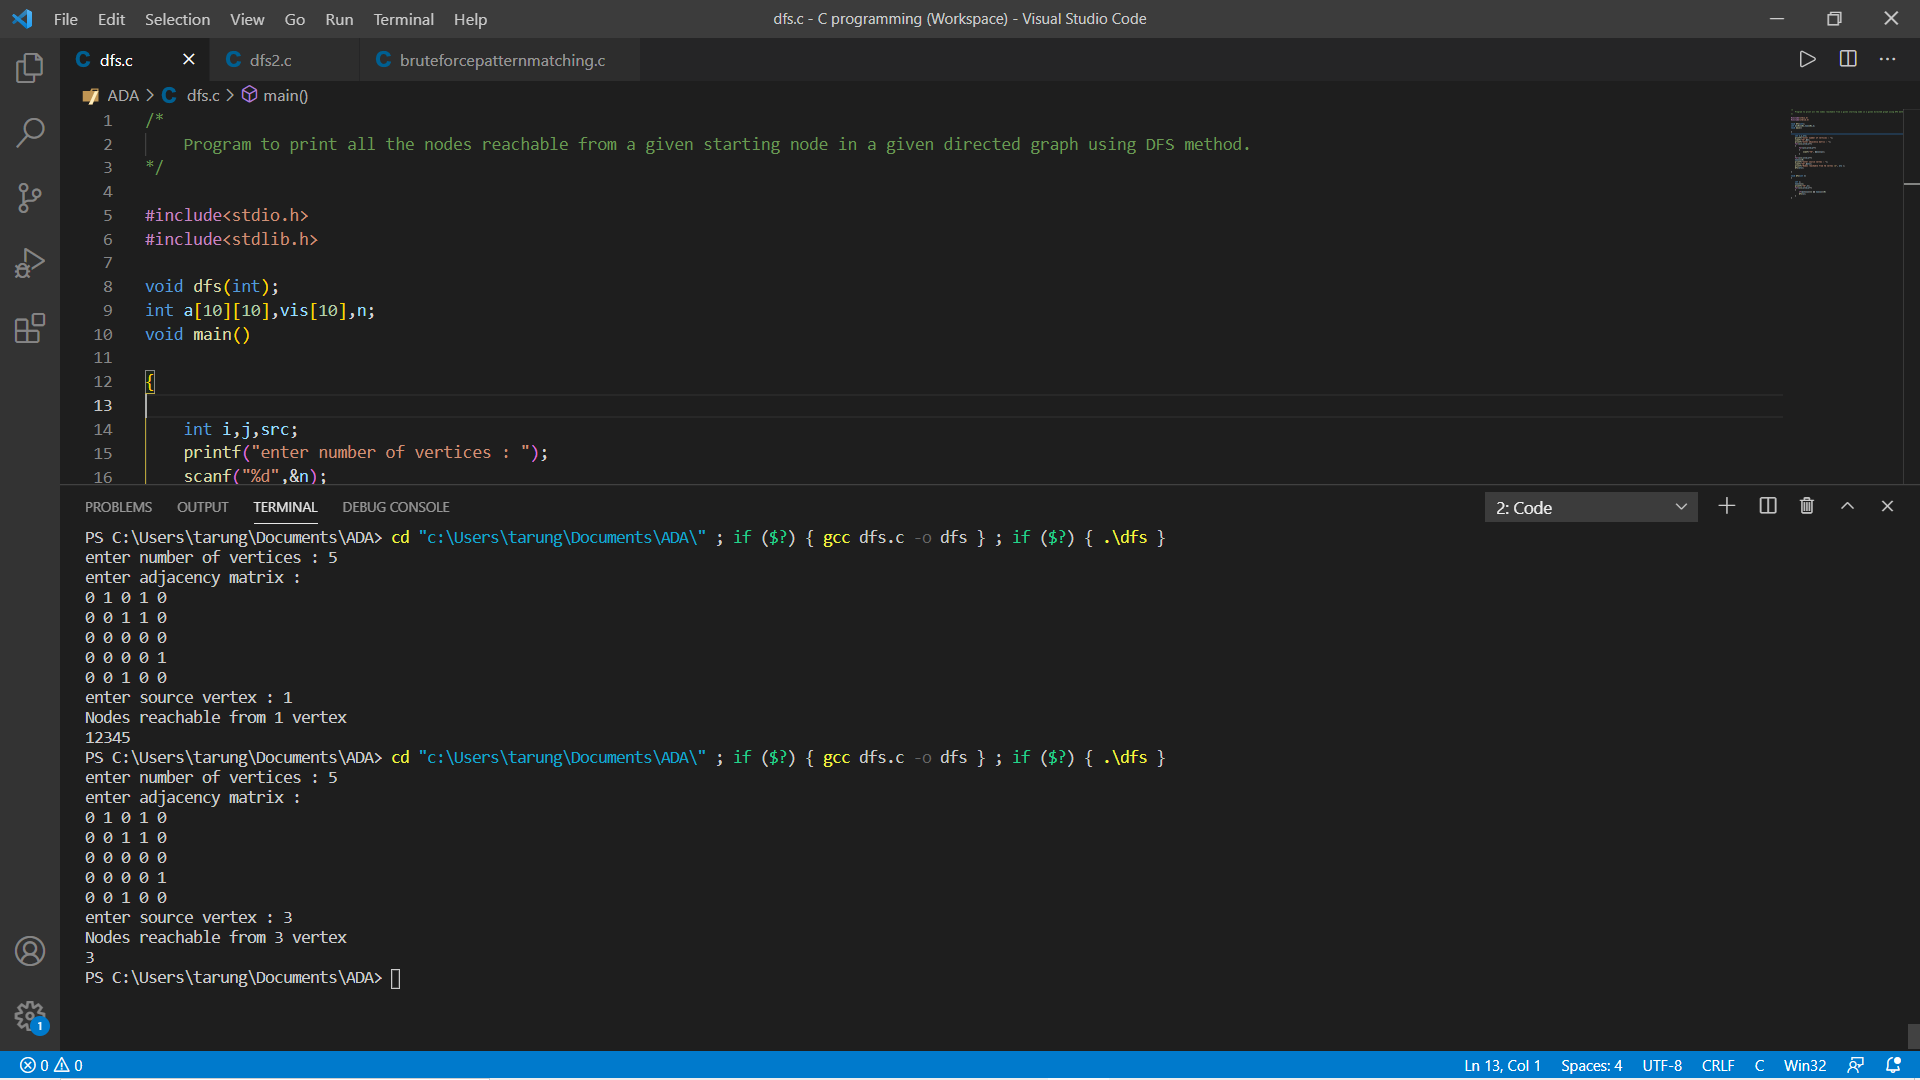 File Edit Selection View Go Run Terminal Help
dfs.c - C programming (Workspace) - Visual Studio Code
dfs.c dfs2.c bruteforcepatternmatching.c
ADA > dfs.c > main()
1 /*
2 Program to print all the nodes reachable from a given starting node in a given directed graph using DFS method.
3 */
4
5 #include<stdio.h>
6 #include<stdlib.h>
7
8 void dfs(int);
9 int a[10][10],vis[10],n;
10 void main()
11
12 {
13
14 int i,j,src;
15 printf("enter number of vertices : ");
16 scanf("%d",&n);
PROBLEMS OUTPUT TERMINAL DEBUG CONSOLE
2: Code
PS C:\Users\tarung\Documents\ADA> cd "c:\Users\tarung\Documents\ADA\" ; if ($?) { gcc dfs.c -o dfs } ; if ($?) { .\dfs }
enter number of vertices : 5
enter adjacency matrix :
0 1 0 1 0
0 0 1 1 0
0 0 0 0 0
0 0 0 0 1
0 0 1 0 0
enter source vertex : 1
Nodes reachable from 1 vertex
12345
PS C:\Users\tarung\Documents\ADA> cd "c:\Users\tarung\Documents\ADA\" ; if ($?) { gcc dfs.c -o dfs } ; if ($?) { .\dfs }
enter number of vertices : 5
enter adjacency matrix :
0 1 0 1 0
0 0 1 1 0
0 0 0 0 0
0 0 0 0 1
0 0 1 0 0
enter source vertex : 3
Nodes reachable from 3 vertex
3
PS C:\Users\tarung\Documents\ADA>
1
0 0
Ln 13, Col 1 Spaces: 4 UTF-8 CRLF C Win32